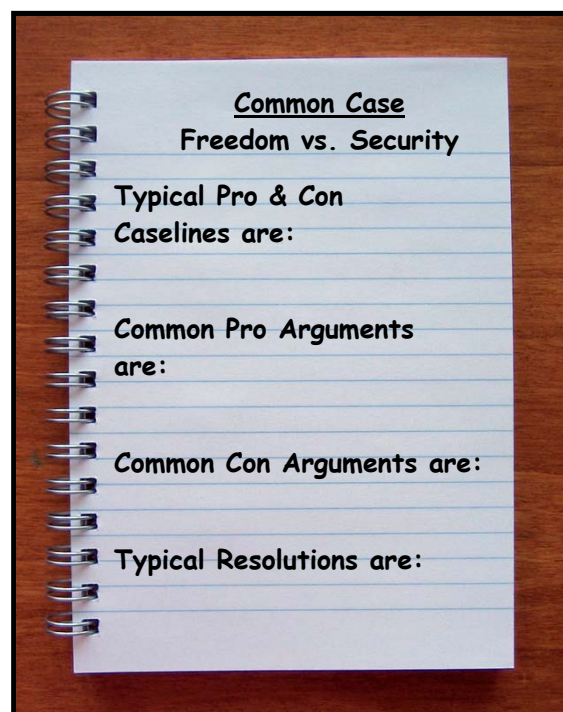 Common Case
Freedom vs. Security
Typical Pro & Con
Caselines are:
Common Pro Arguments
are:
Common Con Arguments are:
Typical Resolutions are: